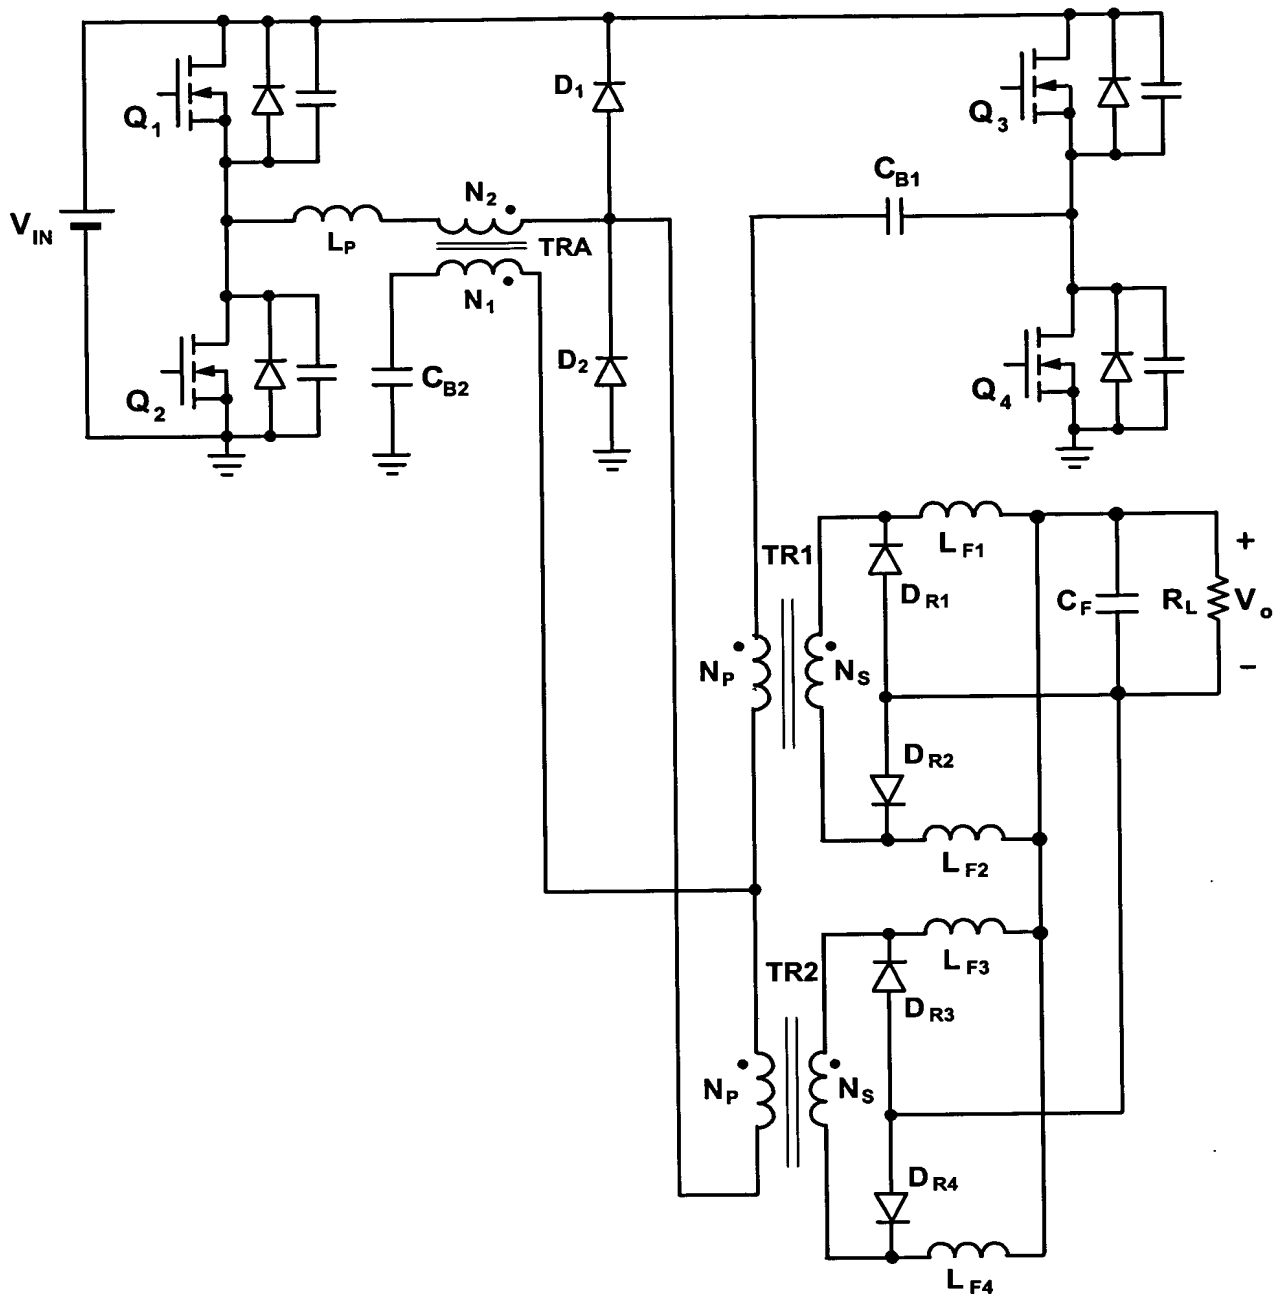 D1
Q1
Q3
CB1
N2
VIN
LP
TRA
N1
D2
CB2
Q2
Q4
TR1
LF1
+
DR1
CF
RL
Vo
NP
NS
−
DR2
LF2
TR2
LF3
DR3
NP
NS
DR4
LF4